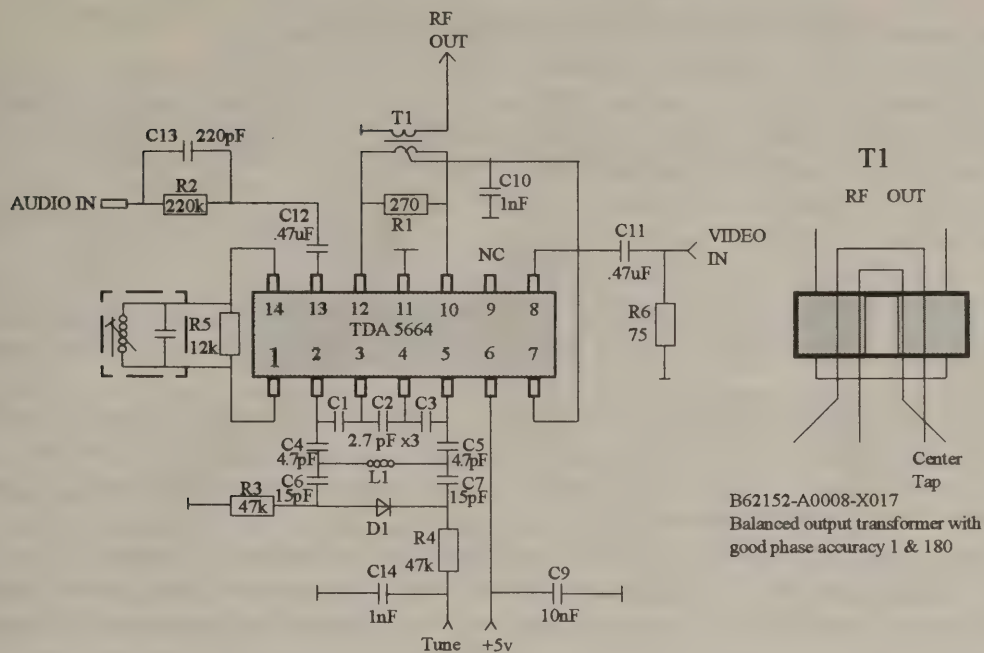 RF
OUT
T1
C13 220pF
R2
220k
AUDIO IN
C12
.47uF
270
R1
C10
1nF
NC
C11
.47uF
VIDEO
IN
R6
75
R5
12k
14 13 12 11 10 9 8
TDA 5664
1 2 3 4 5 6 7
C1 C2 C3
2.7 pF x3
C4
4.7pF
C5
4.7pF
L1
C6
15pF
C7
15pF
R3
47k
D1
R4
47k
C14
1nF
C9
10nF
Tune +5v
T1
RF OUT
Center
Tap
B62152-A0008-X017
Balanced output transformer with
good phase accuracy 1 & 180